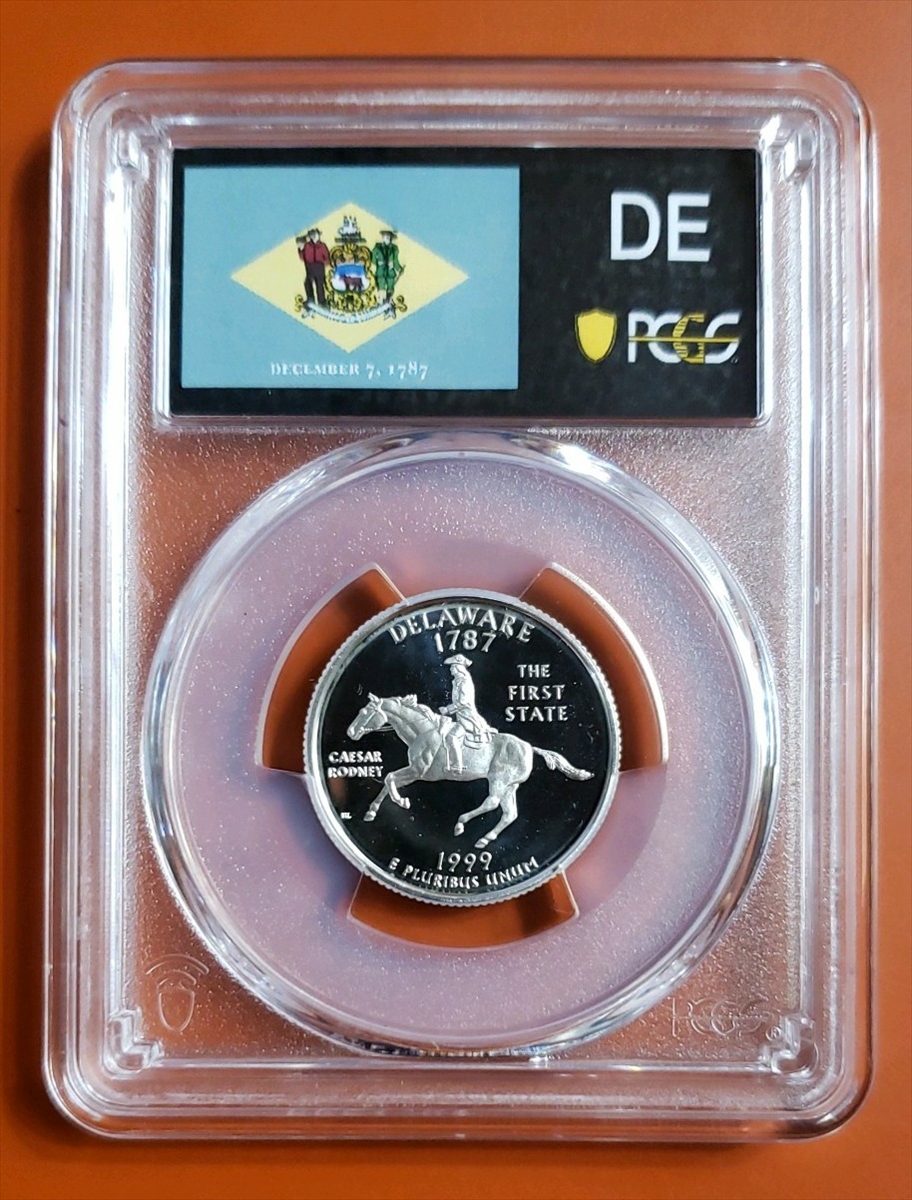 DE
PCGS
DECEMBER 7, 1787
DELAWARE
1787
THE
FIRST
STATE
CAESAR
RODNEY
1999
E PLURIBUS UNUM
PCGS®